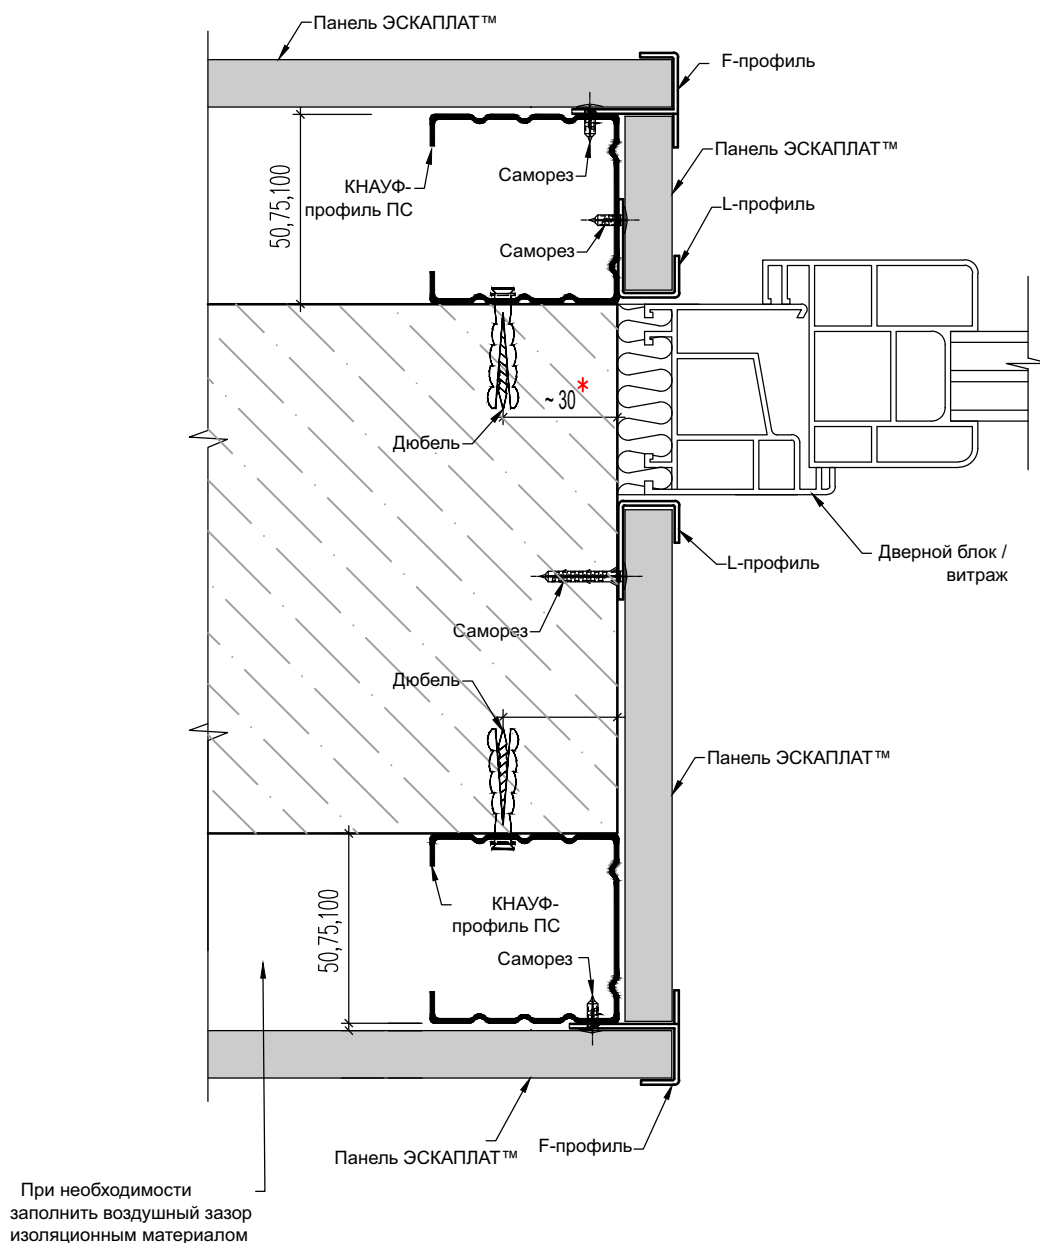 Панель ЭСКАПЛАТ™
F-профиль
Панель ЭСКАПЛАТ™
Саморез
КНАУФ-
профиль ПС
L-профиль
50,75,100
Саморез
~ 30*
Дюбель
Дверной блок /
витраж
L-профиль
Саморез
Дюбель
Панель ЭСКАПЛАТ™
КНАУФ-
профиль ПС
50,75,100
Саморез
F-профиль
Панель ЭСКАПЛАТ™
При необходимости
заполнить воздушный зазор
изоляционным материалом